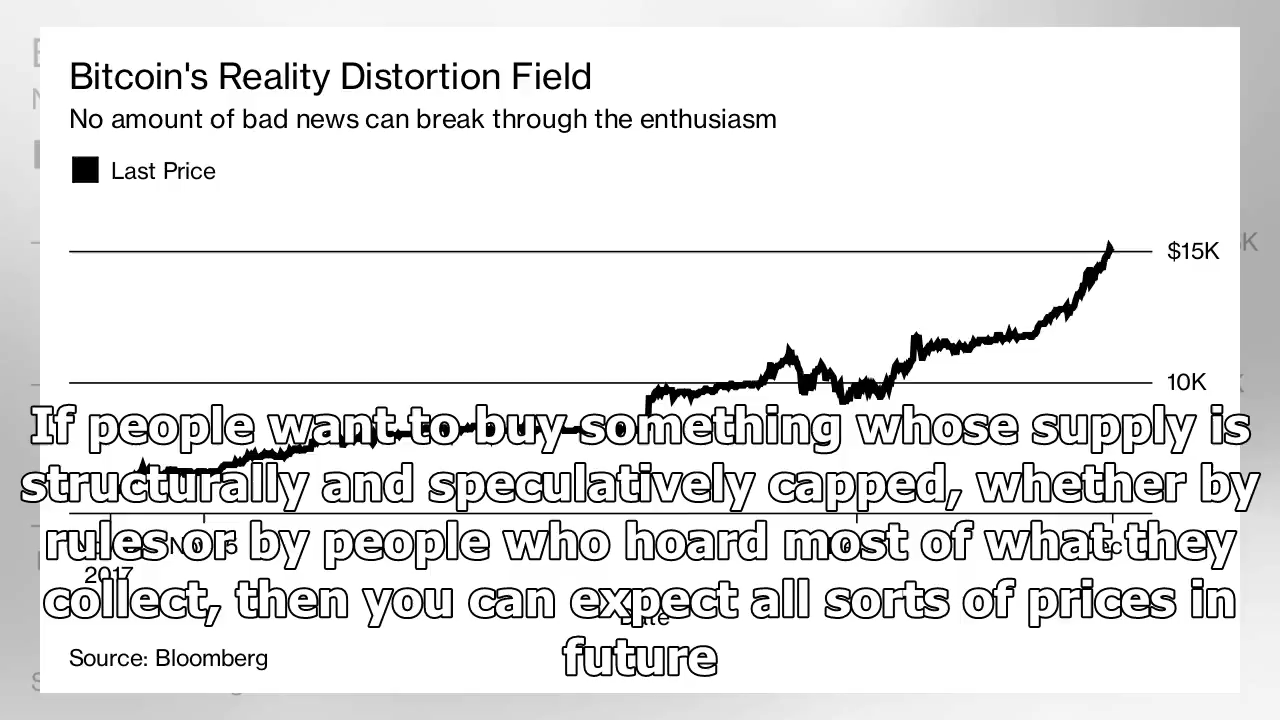 Bitcoin's Reality Distortion Field
No amount of bad news can break through the enthusiasm
Last Price
$15K
10K
If people want to buy something whose supply is
structurally and speculatively capped, whether by
rules or by people who hoard most of what they
2017
collect, then you can expect all sorts of prices in
future
Source: Bloomberg